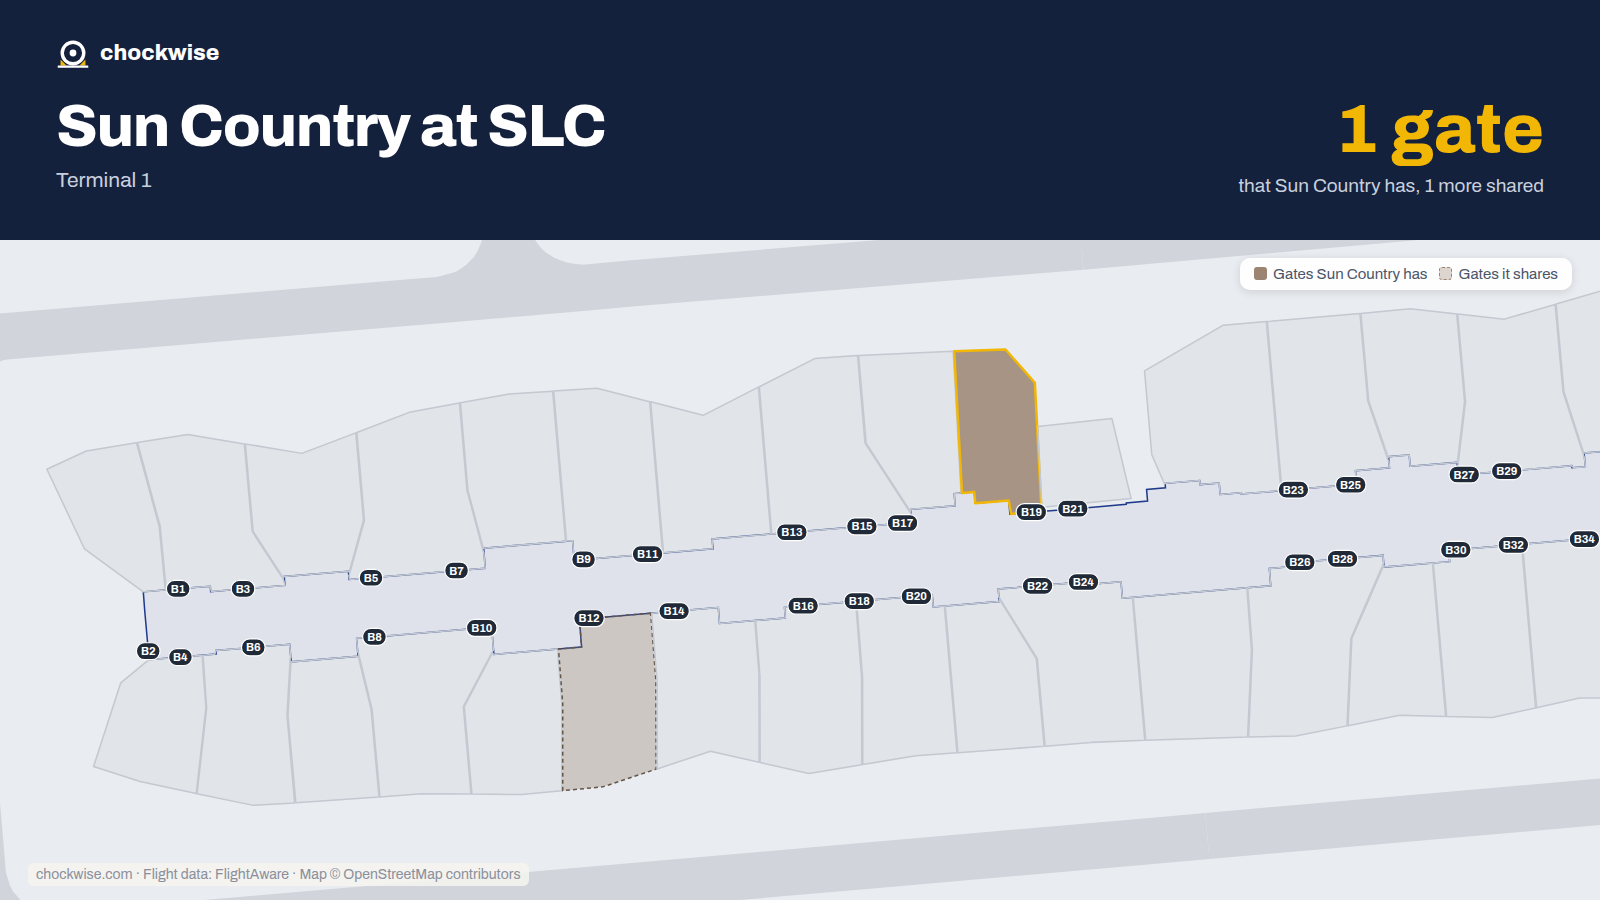 chockwise
Sun Country at SLC
Terminal 1
1 gate
that Sun Country has, 1 more shared
Gates Sun Country has
Gates it shares
B27
B29
B25
B23
B19
B21
B17
B15
B13
B34
B32
B30
B11
B9
B28
B26
B7
B5
B24
B22
B3
B1
B20
B18
B16
B14
B12
B10
B8
B6
B2
B4
chockwise.com · Flight data: FlightAware · Map © OpenStreetMap contributors